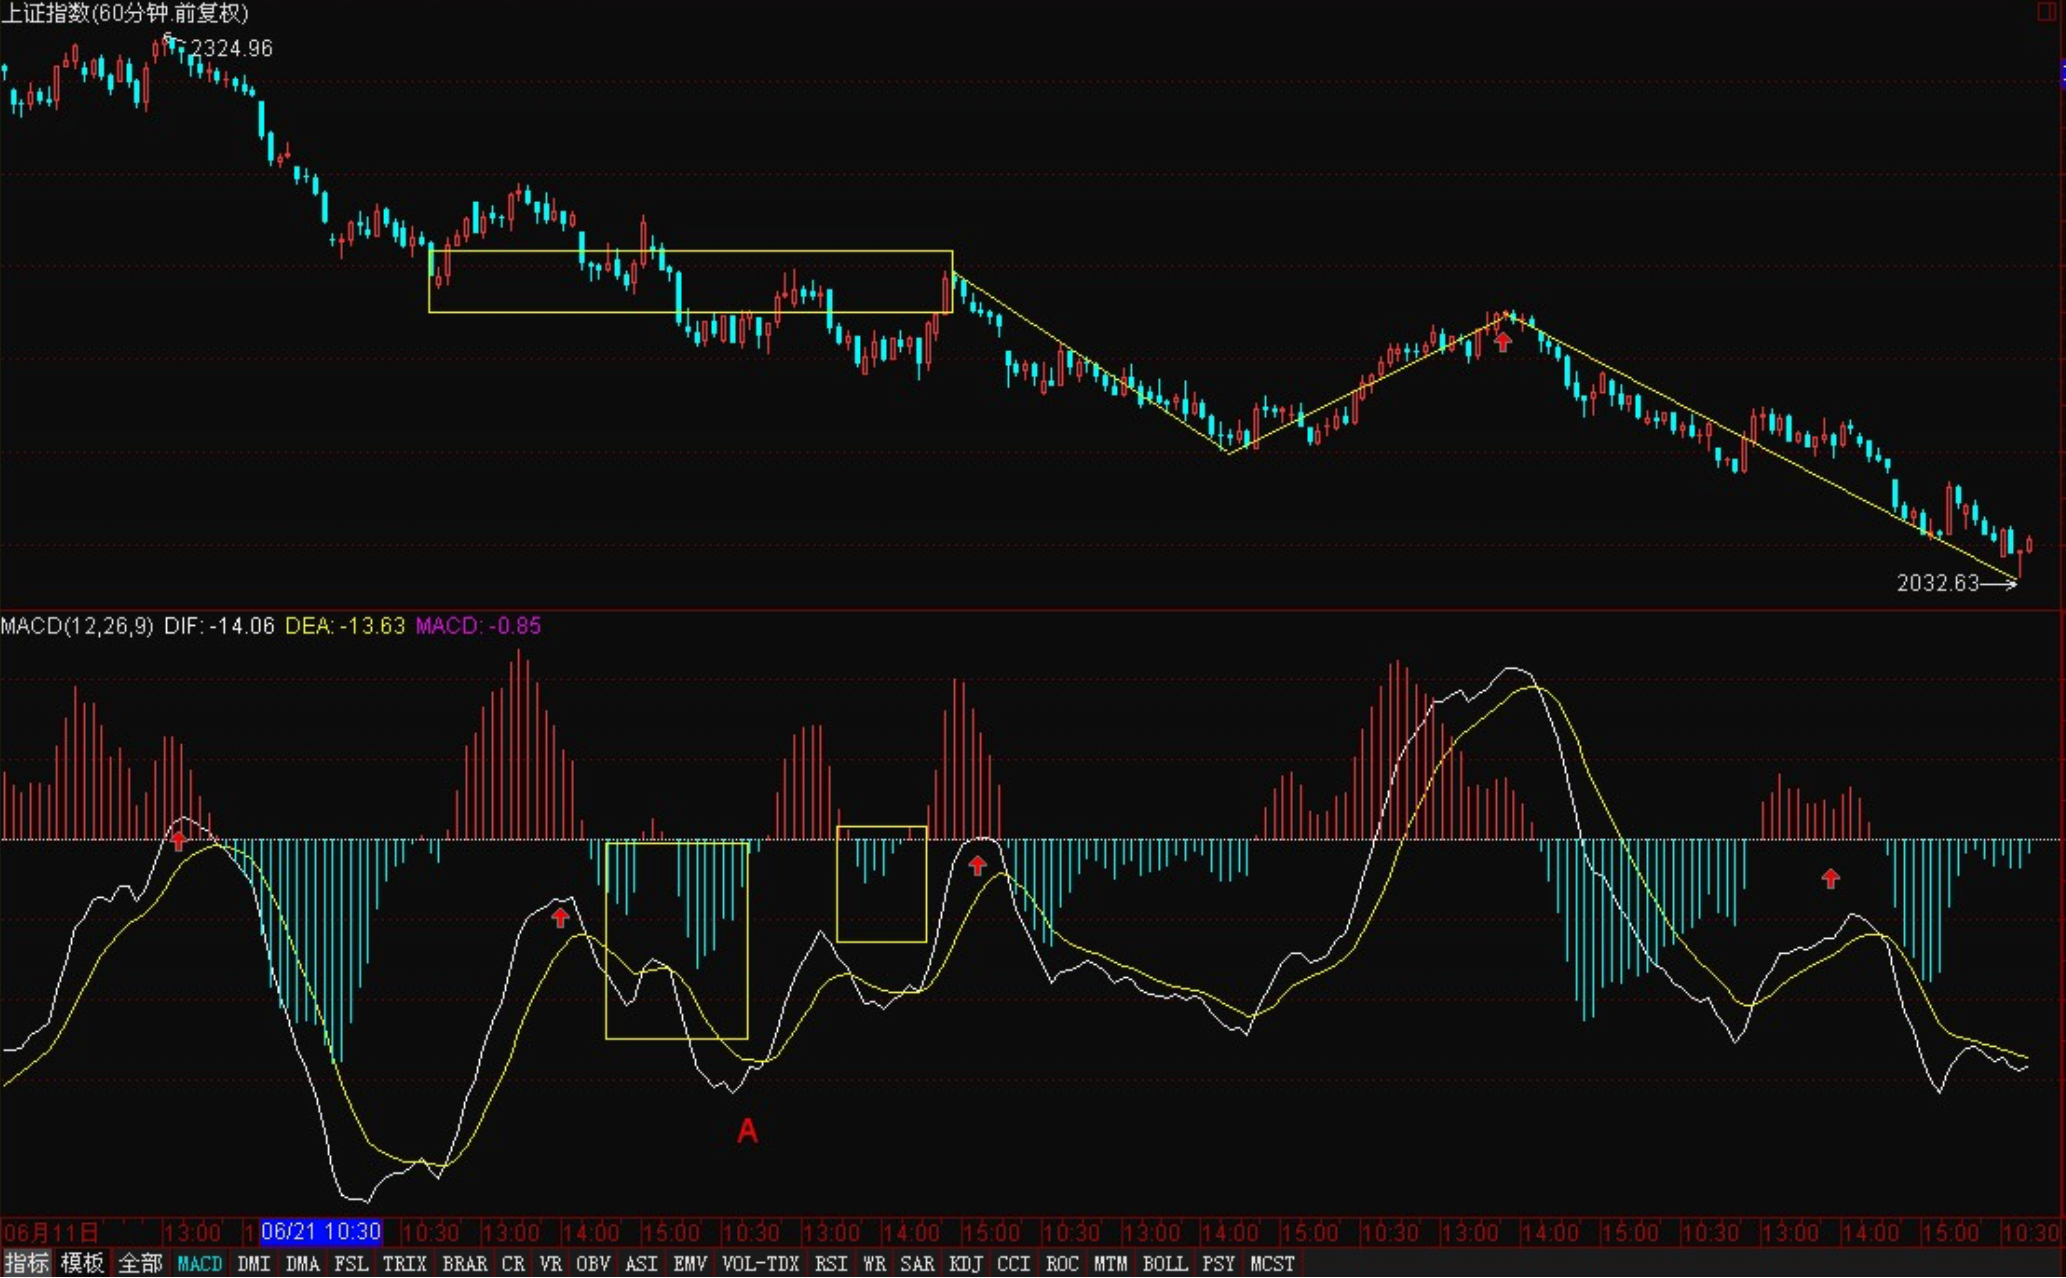 上证指数(60分钟.前复权)
2324.96
2032.63
MACD(12,26,9) DIF: -14.06 DEA: -13.63 MACD: -0.85
A
06月11日 13:00 1 06/21 10:30 10:30 13:00 14:00 15:00 10:30 13:00 14:00 15:00 10:30 13:00 14:00 15:00 10:30 13:00 14:00 10:30 13:00 14:00 15:00 10:30
指标 模板 全部 MACD DMI DMA FSL TRIX BRAR CR VR OBV ASI EMV VOL-TDX RSI WR SAR KDJ CCI ROC MTM BOLL PSY MCST